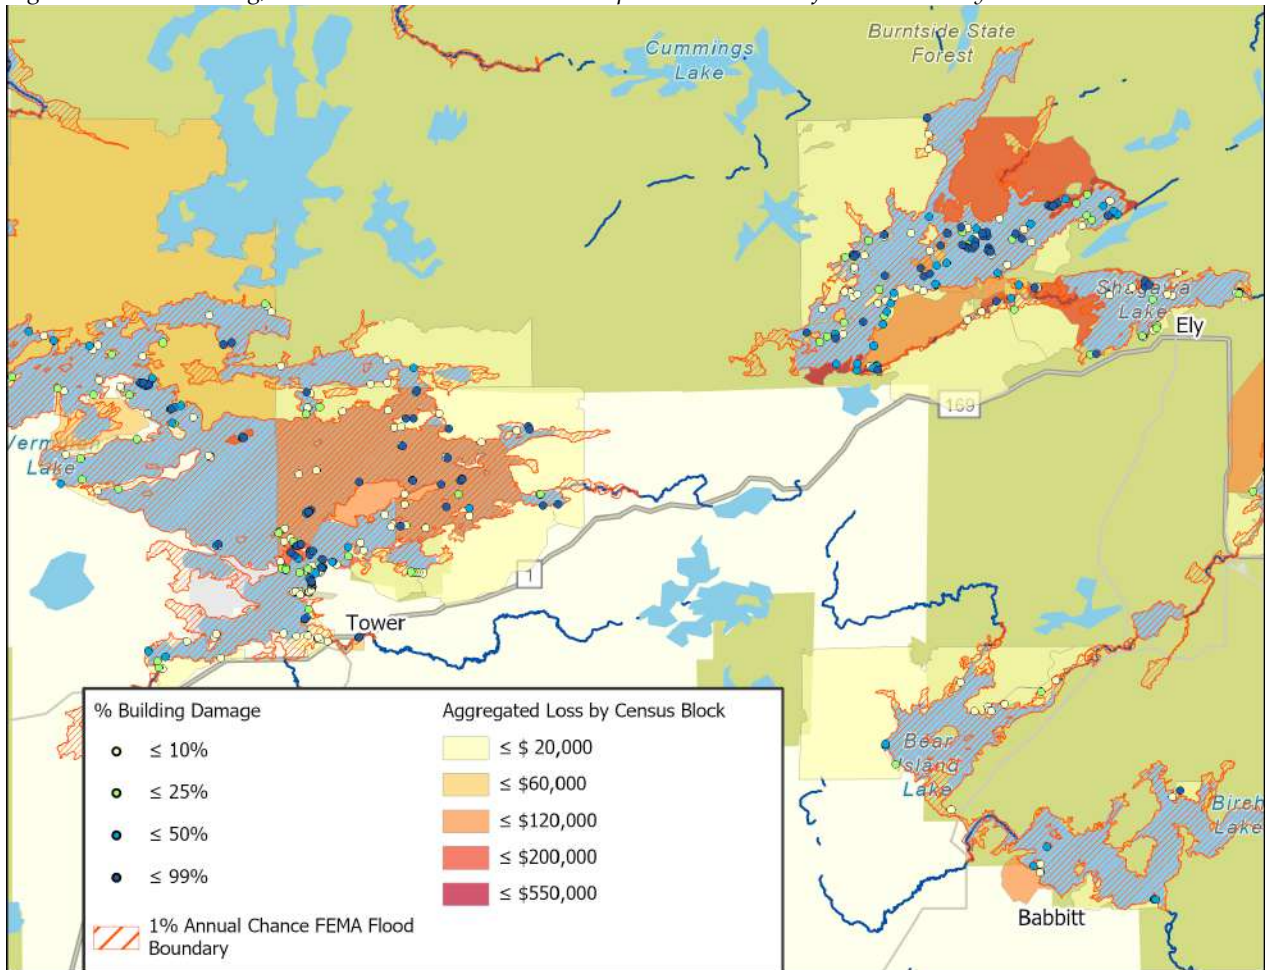 Cummings
Lake
Burntside State
Forest
Shagawa
Lake
Ely
169
Lake
1
Tower
Bear
Island
Lake
Birch
Lake
Babbitt
% Building Damage
≤ 10%
≤ 25%
≤ 50%
≤ 99%
1% Annual Chance FEMA Flood
Boundary
Aggregated Loss by Census Block
≤ $ 20,000
≤ $60,000
≤ $120,000
≤ $200,000
≤ $550,000